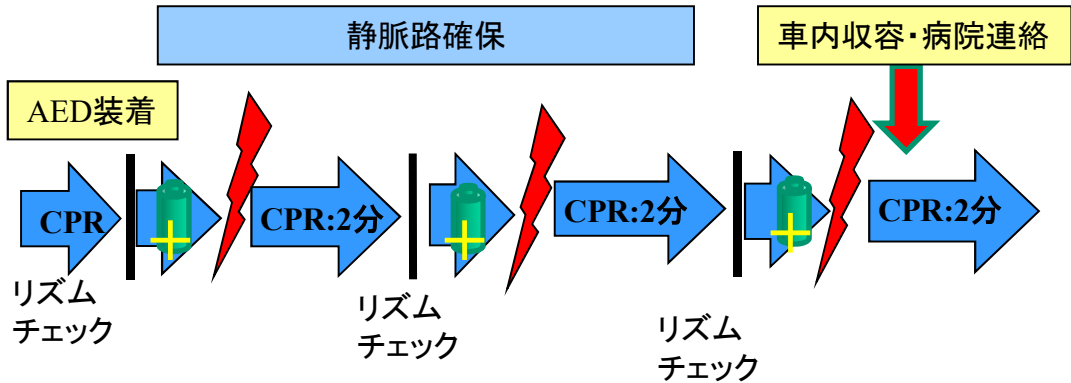 静脈路確保
車内収容・病院連絡
AED装着
CPR
CPR:2分
CPR:2分
CPR:2分
リズム
チェック
リズム
チェック
リズム
チェック